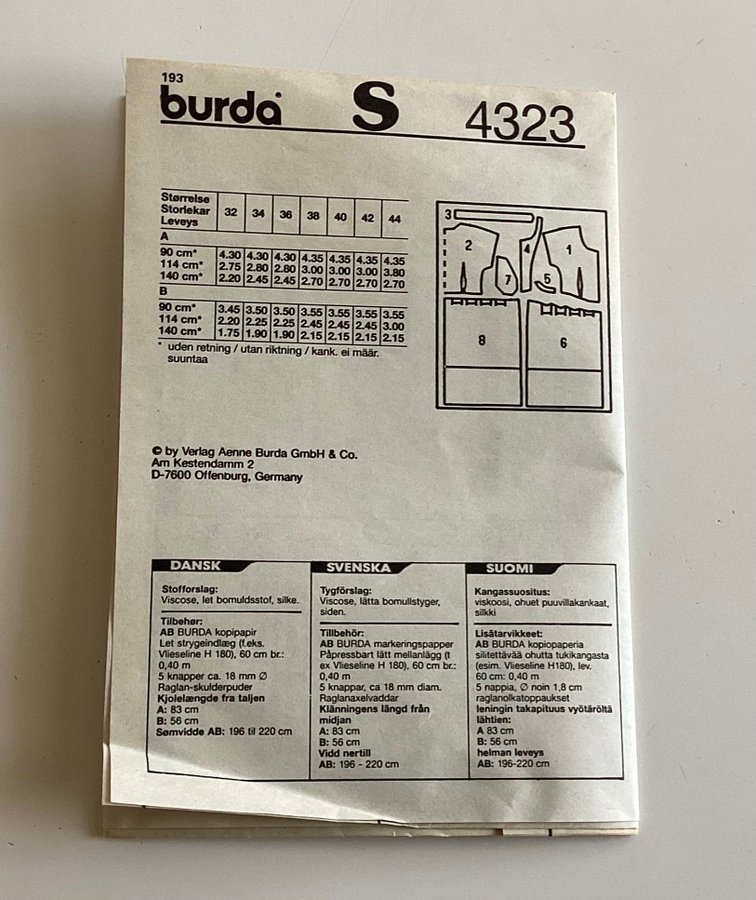 193
burda S 4323
Størrelse
Storlekar
Leveys
32 34 36 38 40 42 44
A
90 cm* 4.30 4.30 4.30 4.35 4.35 4.35 4.35
114 cm* 2.75 2.80 2.80 3.00 3.00 3.00 3.80
140 cm* 2.20 2.45 2.45 2.70 2.70 2.70 2.70
B
90 cm* 3.45 3.50 3.50 3.55 3.55 3.55 3.55
114 cm* 2.20 2.25 2.25 2.45 2.45 2.45 3.00
140 cm* 1.75 1.90 1.90 2.15 2.15 2.15 2.15
* uden retning / utan riktning / kank. ei määr.
suuntaa
3
2 4 1
7 5
8 6
© by Verlag Aenne Burda GmbH & Co.
Am Kestendamm 2
D-7600 Offenburg, Germany
DANSK
Stofforslag:
Viscose, let bomuldsstof, silke.
Tilbehør:
AB BURDA kopipapir
Let strygeindlæg (f.eks.
Vlieseline H 180), 60 cm br.:
0,40 m
5 knapper ca. 18 mm Ø
Raglan-skulderpuder
Kjolelængde fra taljen
A: 83 cm
B: 56 cm
Sømvidde AB: 196 til 220 cm
SVENSKA
Tygförslag:
Viscose, lätta bomullstyger,
siden.
Tillbehör:
AB BURDA markeringspapper
Påpressbart lätt mellanlägg (t
ex Vlieseline H 180), 60 cm br.:
0,40 m
5 knappar, ca 18 mm diam.
Raglanaxelvaddar
Klänningens längd från
midjan
A: 83 cm
B: 56 cm
Vidd nertill
AB: 196 - 220 cm
SUOMI
Kangassuositus:
viskoosi, ohuet puuvillakankaat,
silkki
Lisätarvikkeet:
AB BURDA kopiopaperia
silitettävää ohutta tukikangasta
(esim. Vlieseline H180), lev.
60 cm: 0,40 m
5 nappia, Ø noin 1,8 cm
raglanolkatoppaukset
leningin takapituus vyötäröltä
lähtien:
A 83 cm
B: 56 cm
helman leveys
AB: 196-220 cm